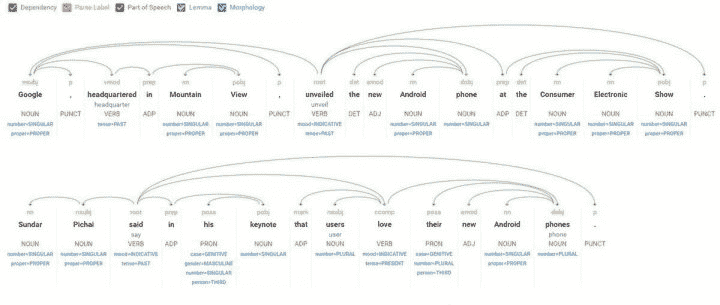 Dependency Parse Label Part of Speech Lemma Morphology
nsubj p vmod prep nn pobj p root det amod nn dobj prep det nn nn pobj p
Google , headquartered in Mountain View , unveiled the new Android phone at the Consumer Electronic Show .
headquarter unveil
NOUN PUNCT VERB ADP NOUN NOUN PUNCT VERB DET ADJ NOUN NOUN ADP DET NOUN NOUN NOUN PUNCT
number=SINGULAR tense=PAST number=SINGULAR number=SINGULAR mood=INDICATIVE number=SINGULAR number=SINGULAR number=SINGULAR number=SINGULAR number=SINGULAR
proper=PROPER proper=PROPER proper=PROPER tense=PAST proper=PROPER proper=PROPER proper=PROPER proper=PROPER
nn nsubj root prep poss pobj mark nsubj ccomp poss amod nn dobj p
Sundar Pichai said in his keynote that users love their new Android phones .
say user phone
NOUN NOUN VERB ADP PRON NOUN ADP NOUN VERB PRON ADJ NOUN NOUN PUNCT
number=SINGULAR number=SINGULAR mood=INDICATIVE case=GENITIVE number=SINGULAR number=PLURAL mood=INDICATIVE case=GENITIVE number=SINGULAR number=PLURAL
proper=PROPER proper=PROPER tense=PAST gender=MASCULINE tense=PRESENT number=PLURAL proper=PROPER
number=SINGULAR person=THIRD
person=THIRD